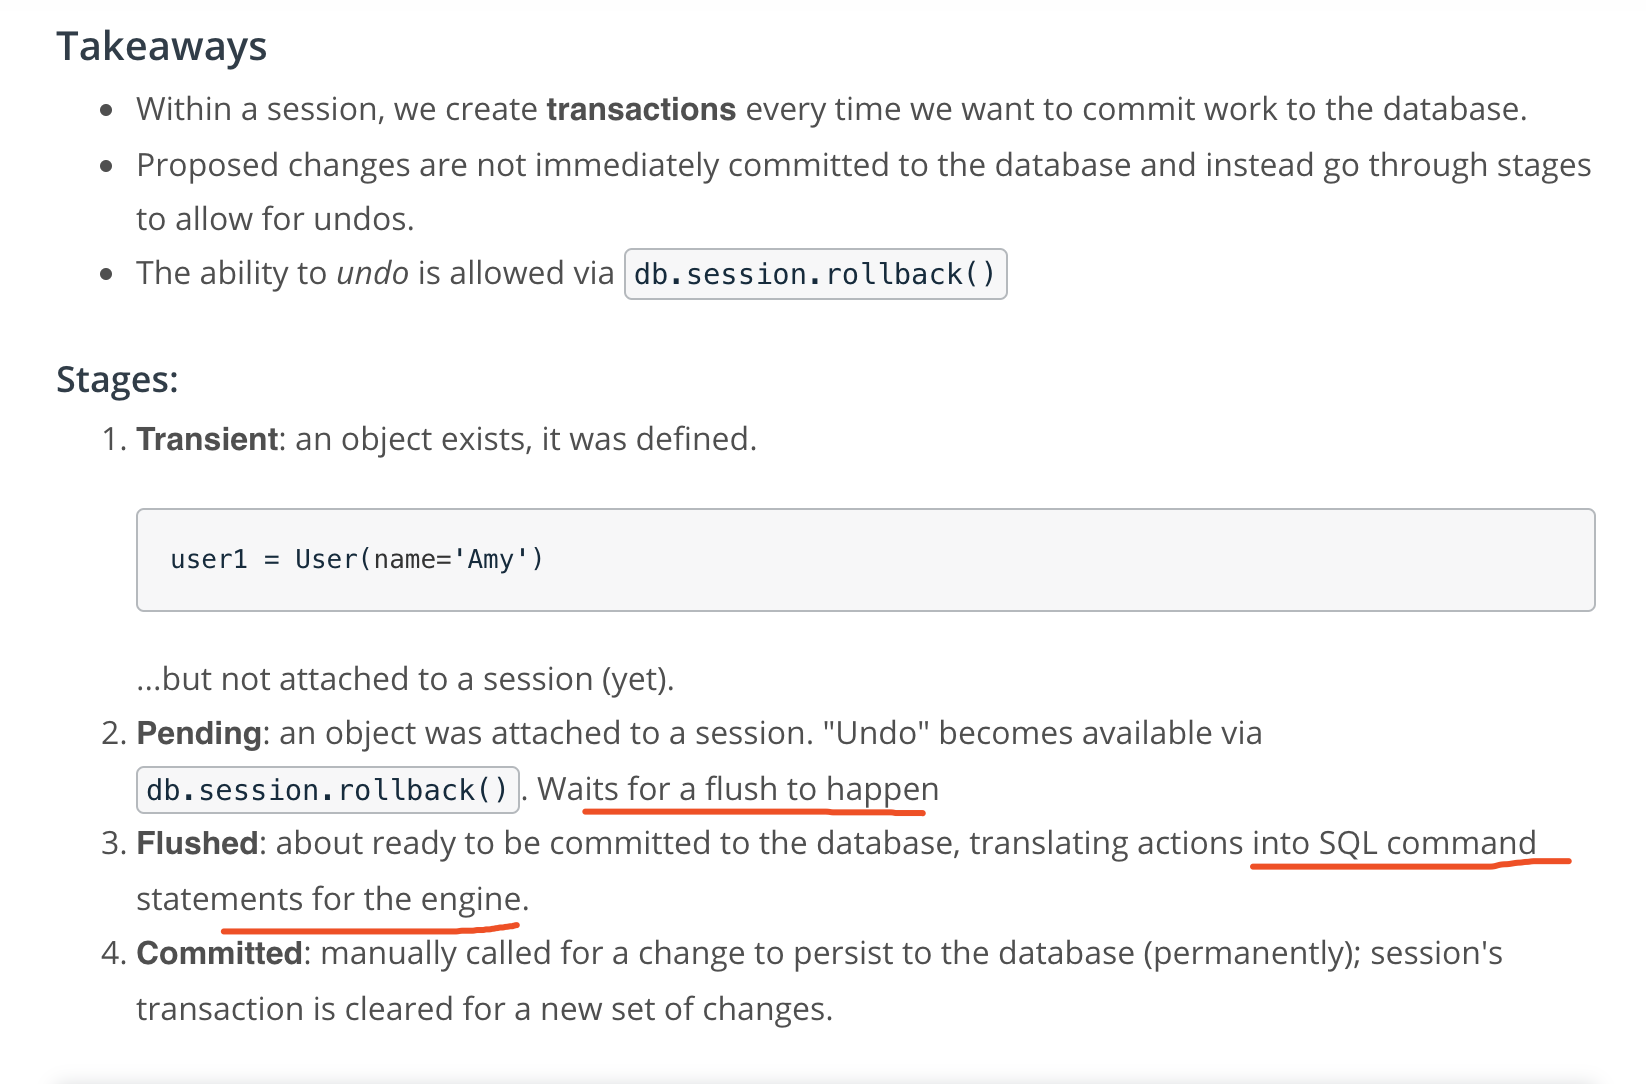 Takeaways
• Within a session, we create transactions every time we want to commit work to the database.
• Proposed changes are not immediately committed to the database and instead go through stages
to allow for undos.
• The ability to undo is allowed via db.session.rollback()
Stages:
1. Transient: an object exists, it was defined.
user1 = User(name='Amy')
...but not attached to a session (yet).
2. Pending: an object was attached to a session. "Undo" becomes available via
db.session.rollback(). Waits for a flush to happen
3. Flushed: about ready to be committed to the database, translating actions into SQL command
statements for the engine.
4. Committed: manually called for a change to persist to the database (permanently); session's
transaction is cleared for a new set of changes.